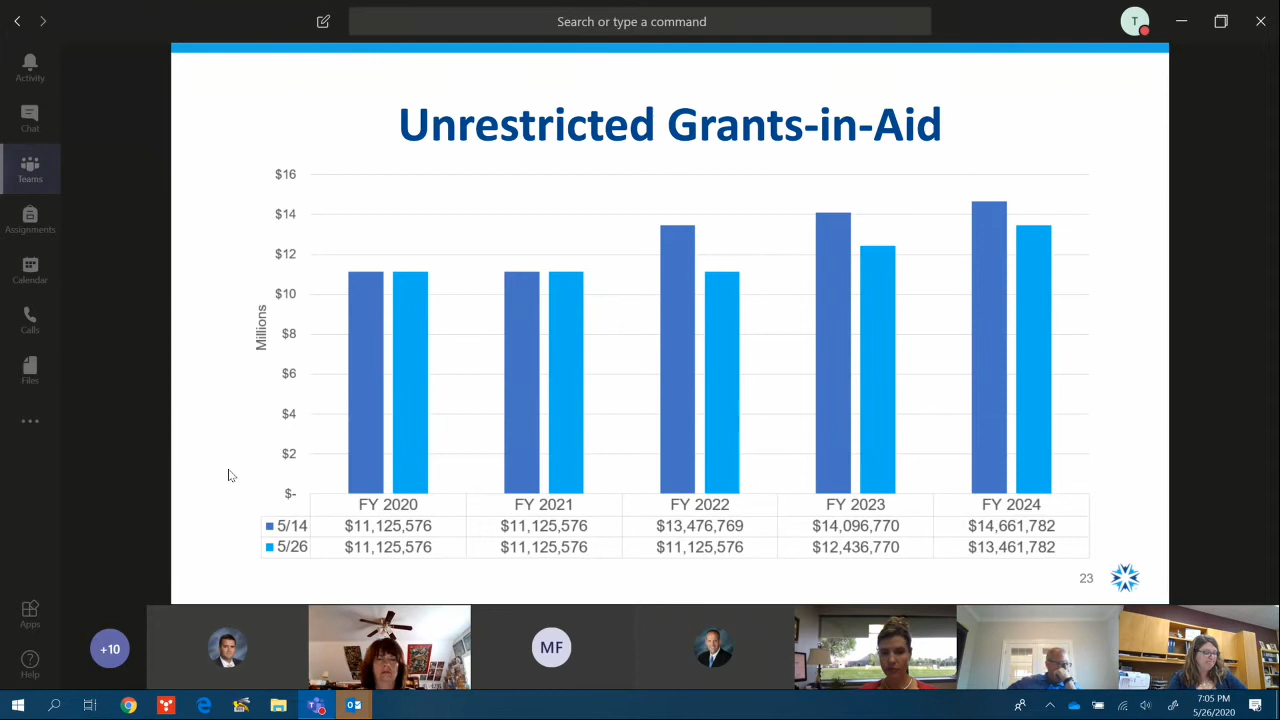 Search or type a command
T
Activity
Chat
Teams
Assignments
Calendar
Calls
Files
Apps
Help
Unrestricted Grants-in-Aid
Millions
$16
$14
$12
$10
$8
$6
$4
$2
$-
FY 2020 FY 2021 FY 2022 FY 2023 FY 2024
5/14 $11,125,576 $11,125,576 $13,476,769 $14,096,770 $14,661,782
5/26 $11,125,576 $11,125,576 $11,125,576 $12,436,770 $13,461,782
23
+10
MF
7:05 PM
5/26/2020